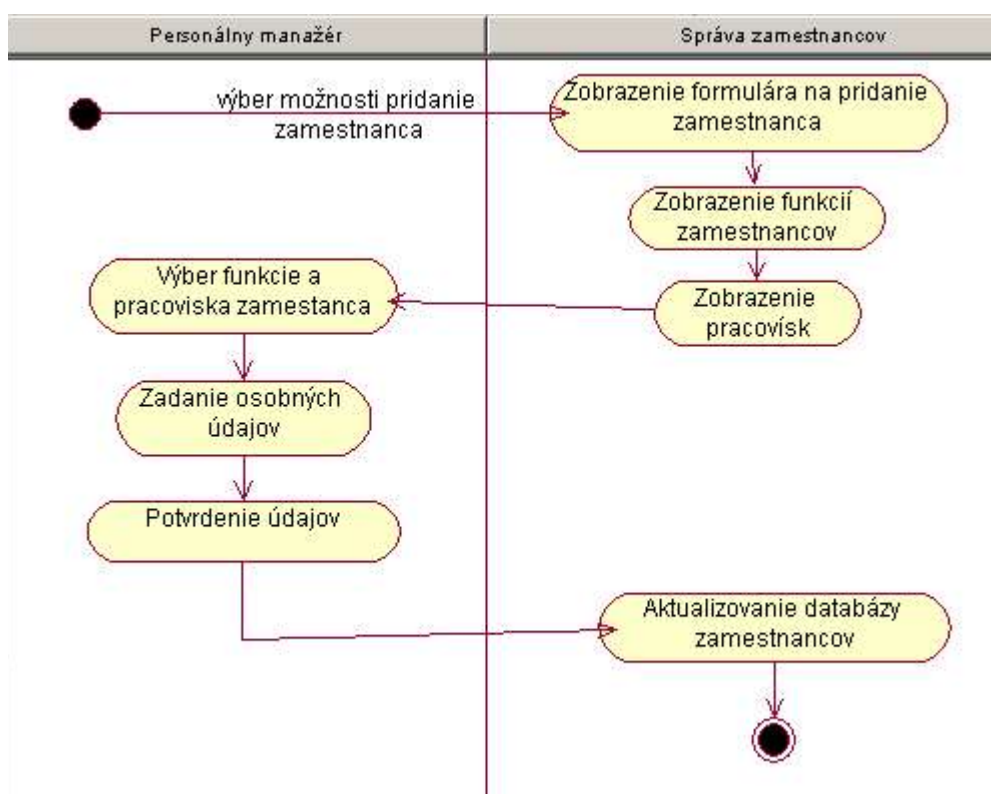 Personálny manažér
Správa zamestnancov
výber možnosti pridanie
zamestnanca
Zobrazenie formulára na pridanie
zamestnanca
Zobrazenie funkcií
zamestnancov
Zobrazenie
pracovísk
Výber funkcie a
pracoviska zamestanca
Zadanie osobných
údajov
Potvrdenie údajov
Aktualizovanie databázy
zamestnancov